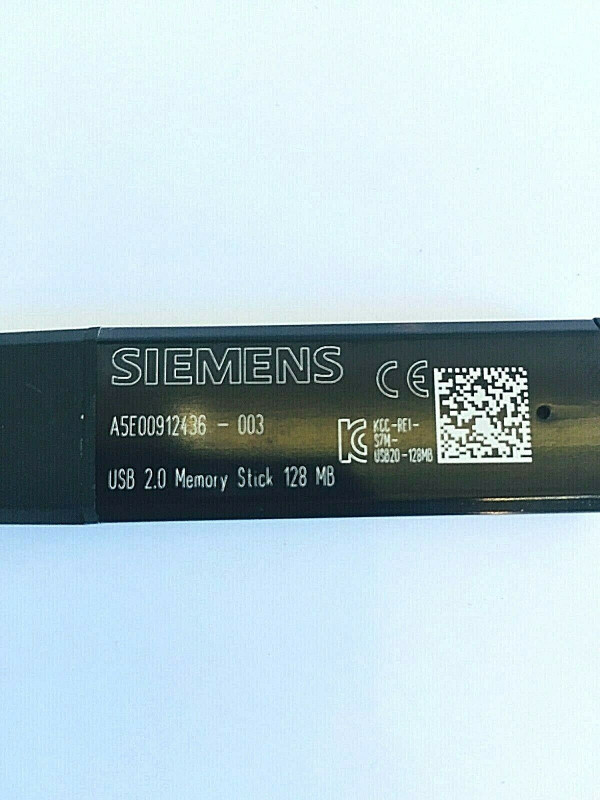 SIEMENS
CE
A5E00912436 - 003
KCC-REI-
S7M-
USB20-128MB
USB 2.0 Memory Stick 128 MB